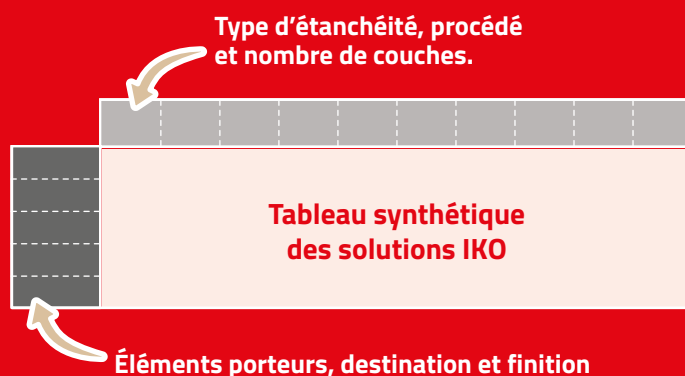 Type d’étanchéité, procédé
et nombre de couches.
Tableau synthétique
des solutions IKO
Éléments porteurs, destination et finition